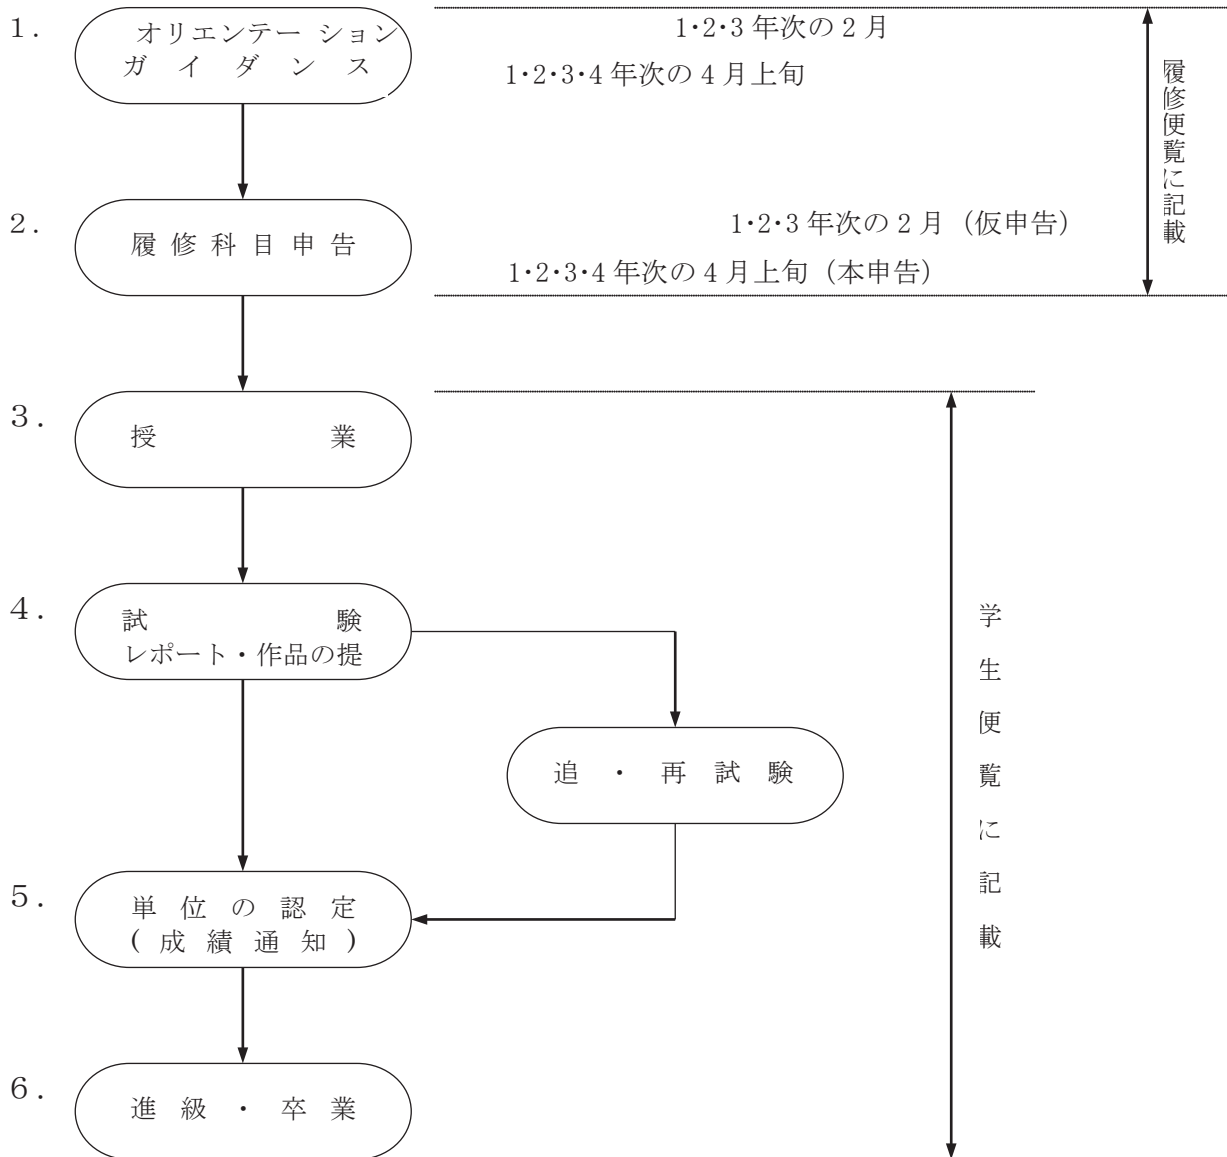 1.
オリエンテーション
ガイダンス
1・2・3年次の2月
1・2・3・4年次の4月上旬
履修便覧に記載
2.
履修科目申告
1・2・3年次の2月（仮申告）
1・2・3・4年次の4月上旬（本申告）
3.
授業
4.
試験
レポート・作品の提
追・再試験
学生便覧に記載
5.
単位の認定
(成績通知)
6.
進級・卒業